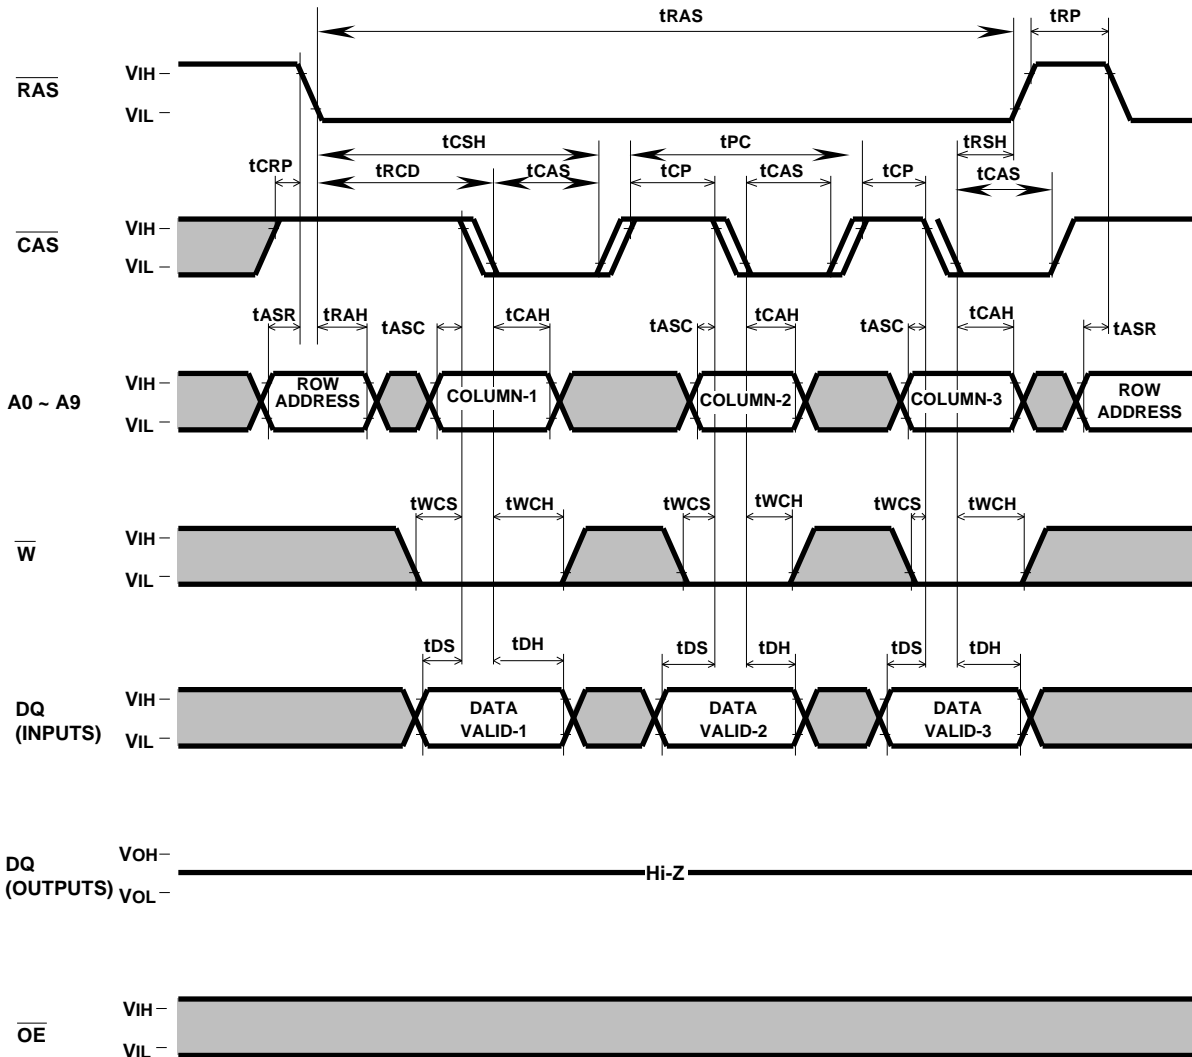 tRAS tRP
RAS
VIH
VIL
tCSH tPC tRSH
tCRP tRCD tCAS tCP tCAS tCP tCAS
CAS
VIH
VIL
tASR tRAH tASC tCAH tASC tCAH tASC tCAH tASR
A0 ~ A9
VIH
VIL
ROW
ADDRESS
COLUMN-1
COLUMN-2
COLUMN-3
ROW
ADDRESS
tWCS tWCH tWCS tWCH tWCS tWCH
W
VIH
VIL
tDS tDH tDS tDH tDS tDH
DQ
(INPUTS)
VIH
VIL
DATA
VALID-1
DATA
VALID-2
DATA
VALID-3
DQ
(OUTPUTS)
VOH
VOL
Hi-Z
OE
VIH
VIL